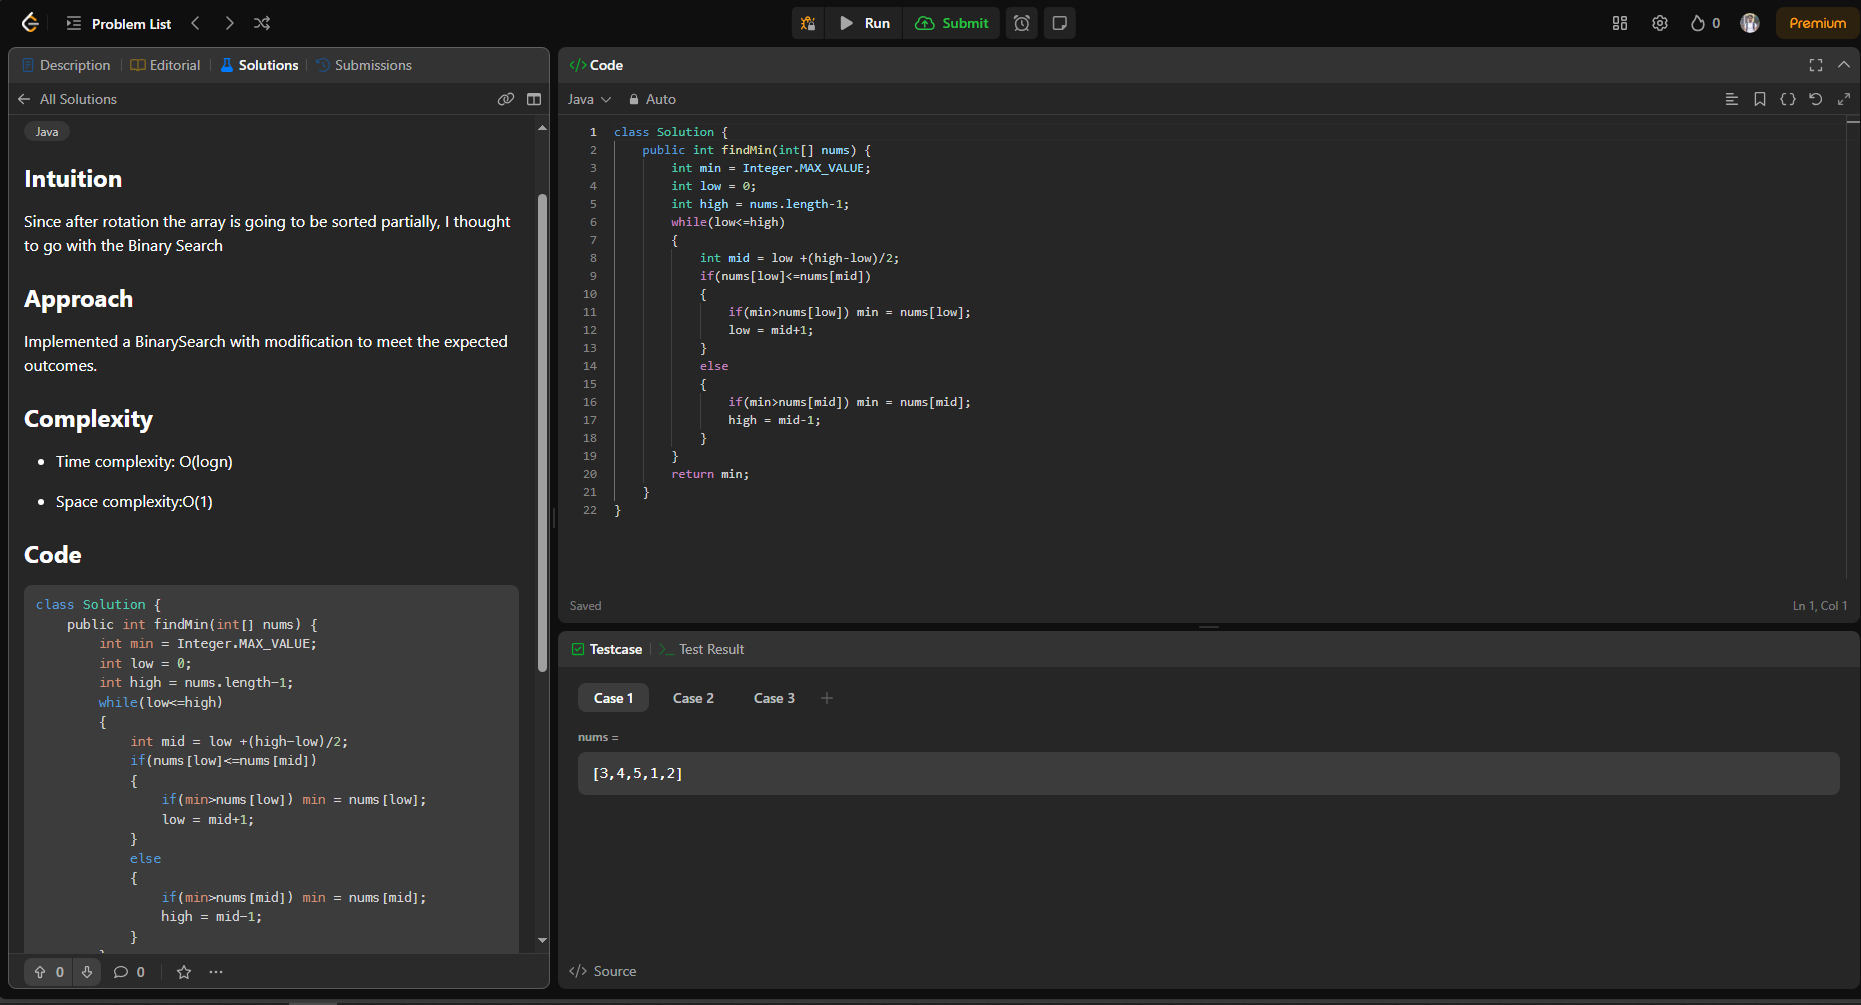 Problem List
Run
Submit
0
Premium
Description
Editorial
Solutions
Submissions
All Solutions
Java
Intuition
Since after rotation the array is going to be sorted partially, I thought
to go with the Binary Search
Approach
Implemented a BinarySearch with modification to meet the expected
outcomes.
Complexity
Time complexity: O(logn)
Space complexity:O(1)
Code
class Solution {
public int findMin(int[] nums) {
int min = Integer.MAX_VALUE;
int low = 0;
int high = nums.length-1;
while(low<=high)
{
int mid = low +(high-low)/2;
if(nums[low]<=nums[mid])
{
if(min>nums[low]) min = nums[low];
low = mid+1;
}
else
{
if(min>nums[mid]) min = nums[mid];
high = mid-1;
}
0
0
Code
Java
Auto
1 class Solution {
2 public int findMin(int[] nums) {
3 int min = Integer.MAX_VALUE;
4 int low = 0;
5 int high = nums.length-1;
6 while(low<=high)
7 {
8 int mid = low +(high-low)/2;
9 if(nums[low]<=nums[mid])
10 {
11 if(min>nums[low]) min = nums[low];
12 low = mid+1;
13 }
14 else
15 {
16 if(min>nums[mid]) min = nums[mid];
17 high = mid-1;
18 }
19 }
20 return min;
21 }
22 }
Saved
Ln 1, Col 1
Testcase
Test Result
Case 1
Case 2
Case 3
nums =
[3,4,5,1,2]
Source